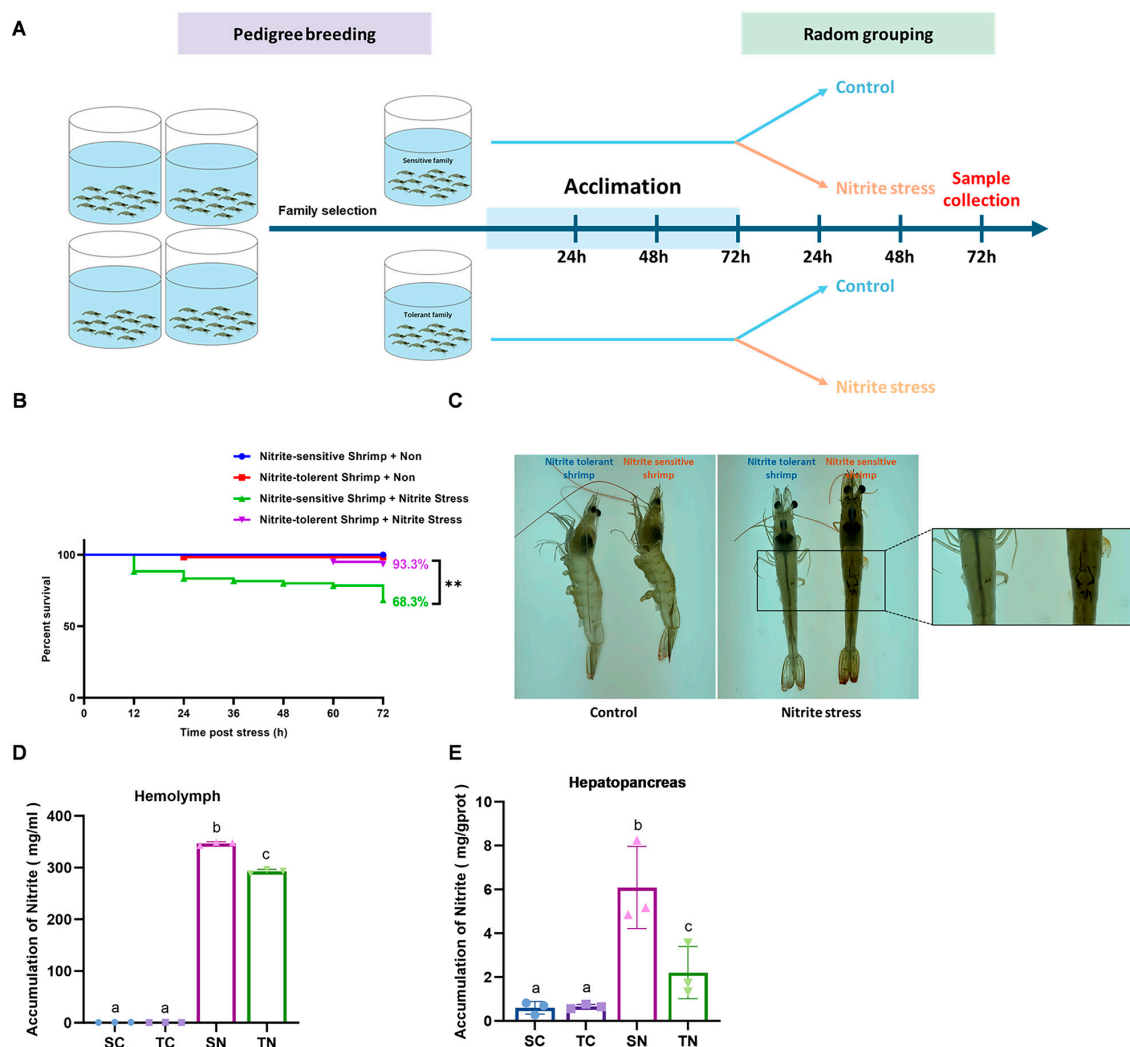 A
Pedigree breeding
Radom grouping
Control
Sensitive family
Nitrite stress
Sample
collection
Acclimation
Family selection
24h
48h
72h
24h
48h
72h
Control
Tolerant family
Nitrite stress
B
Nitrite-sensitive Shrimp + Non
Nitrite-tolerent Shrimp + Non
Nitrite-sensitive Shrimp + Nitrite Stress
Nitrite-tolerent Shrimp + Nitrite Stress
Percent survival
100
50
0
93.3%
68.3%
**
0
12
24
36
48
60
72
Time post stress (h)
C
Nitrite tolerant
shrimp
Nitrite sensitive
shrimp
Nitrite tolerant
shrimp
Nitrite sensitive
shrimp
Control
Nitrite stress
D
Hemolymph
Accumulation of Nitrite ( mg/ml )
400
300
200
100
0
a
a
b
c
SC
TC
SN
TN
E
Hepatopancreas
Accumulation of Nitrite ( mg/gprot )
10
8
6
4
2
0
a
a
b
c
SC
TC
SN
TN